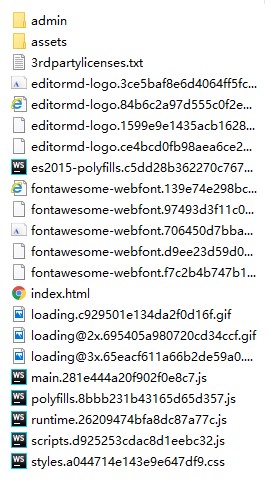 admin
assets
3rdpartylicenses.txt
editormd-logo.3ce5baf8e6d4064ff5fc...
editormd-logo.84b6c2a97d555c0f2e...
editormd-logo.1599e9e1435acb1628...
editormd-logo.ce4bcd0fb98aea6ce2...
es2015-polyfills.c5dd28b362270c767...
fontawesome-webfont.139e74e298bc...
fontawesome-webfont.97493d3f11c0...
fontawesome-webfont.706450d7bba...
fontawesome-webfont.d9ee23d59d0...
fontawesome-webfont.f7c2b4b747b1...
index.html
loading.c929501e134da2f0d16f.gif
loading@2x.695405a980720cd34ccf.gif
loading@3x.65eacf611a66b2de59a0....
main.281e444a20f902f0e8c7.js
polyfills.8bbb231b43165d65d357.js
runtime.26209474bfa8dc87a77c.js
scripts.d925253cdac8d1eebc32.js
styles.a044714e143e9e647df9.css